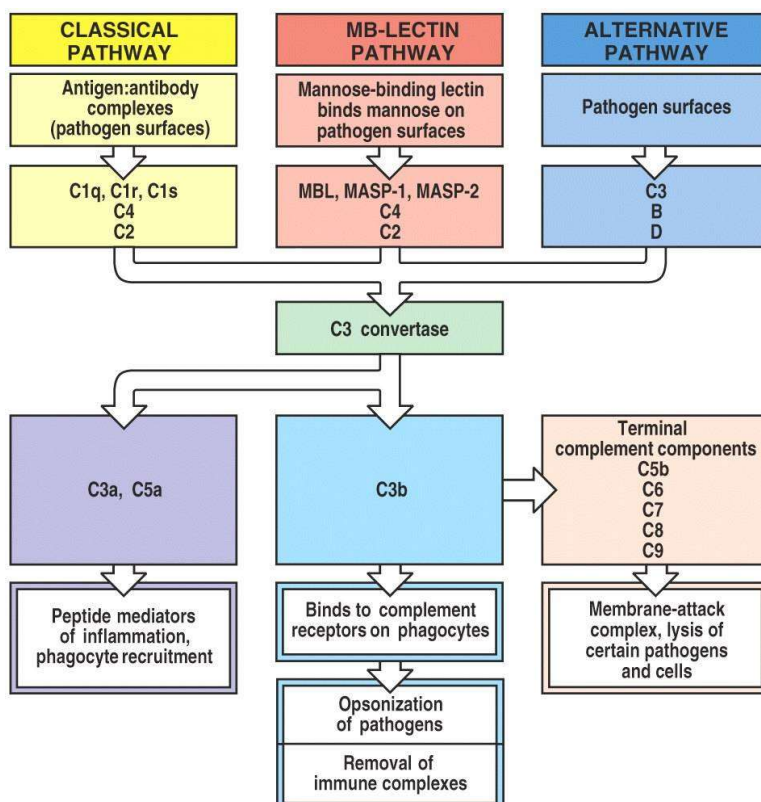 CLASSICAL
PATHWAY
MB-LECTIN
PATHWAY
ALTERNATIVE
PATHWAY
Antigen:antibody
complexes
(pathogen surfaces)
Mannose-binding lectin
binds mannose on
pathogen surfaces
Pathogen surfaces
C1q, C1r, C1s
C4
C2
MBL, MASP-1, MASP-2
C4
C2
C3
B
D
C3 convertase
C3a, C5a
C3b
Terminal
complement components
C5b
C6
C7
C8
C9
Peptide mediators
of inflammation,
phagocyte recruitment
Binds to complement
receptors on phagocytes
Membrane-attack
complex, lysis of
certain pathogens
and cells
Opsonization
of pathogens
Removal of
immune complexes